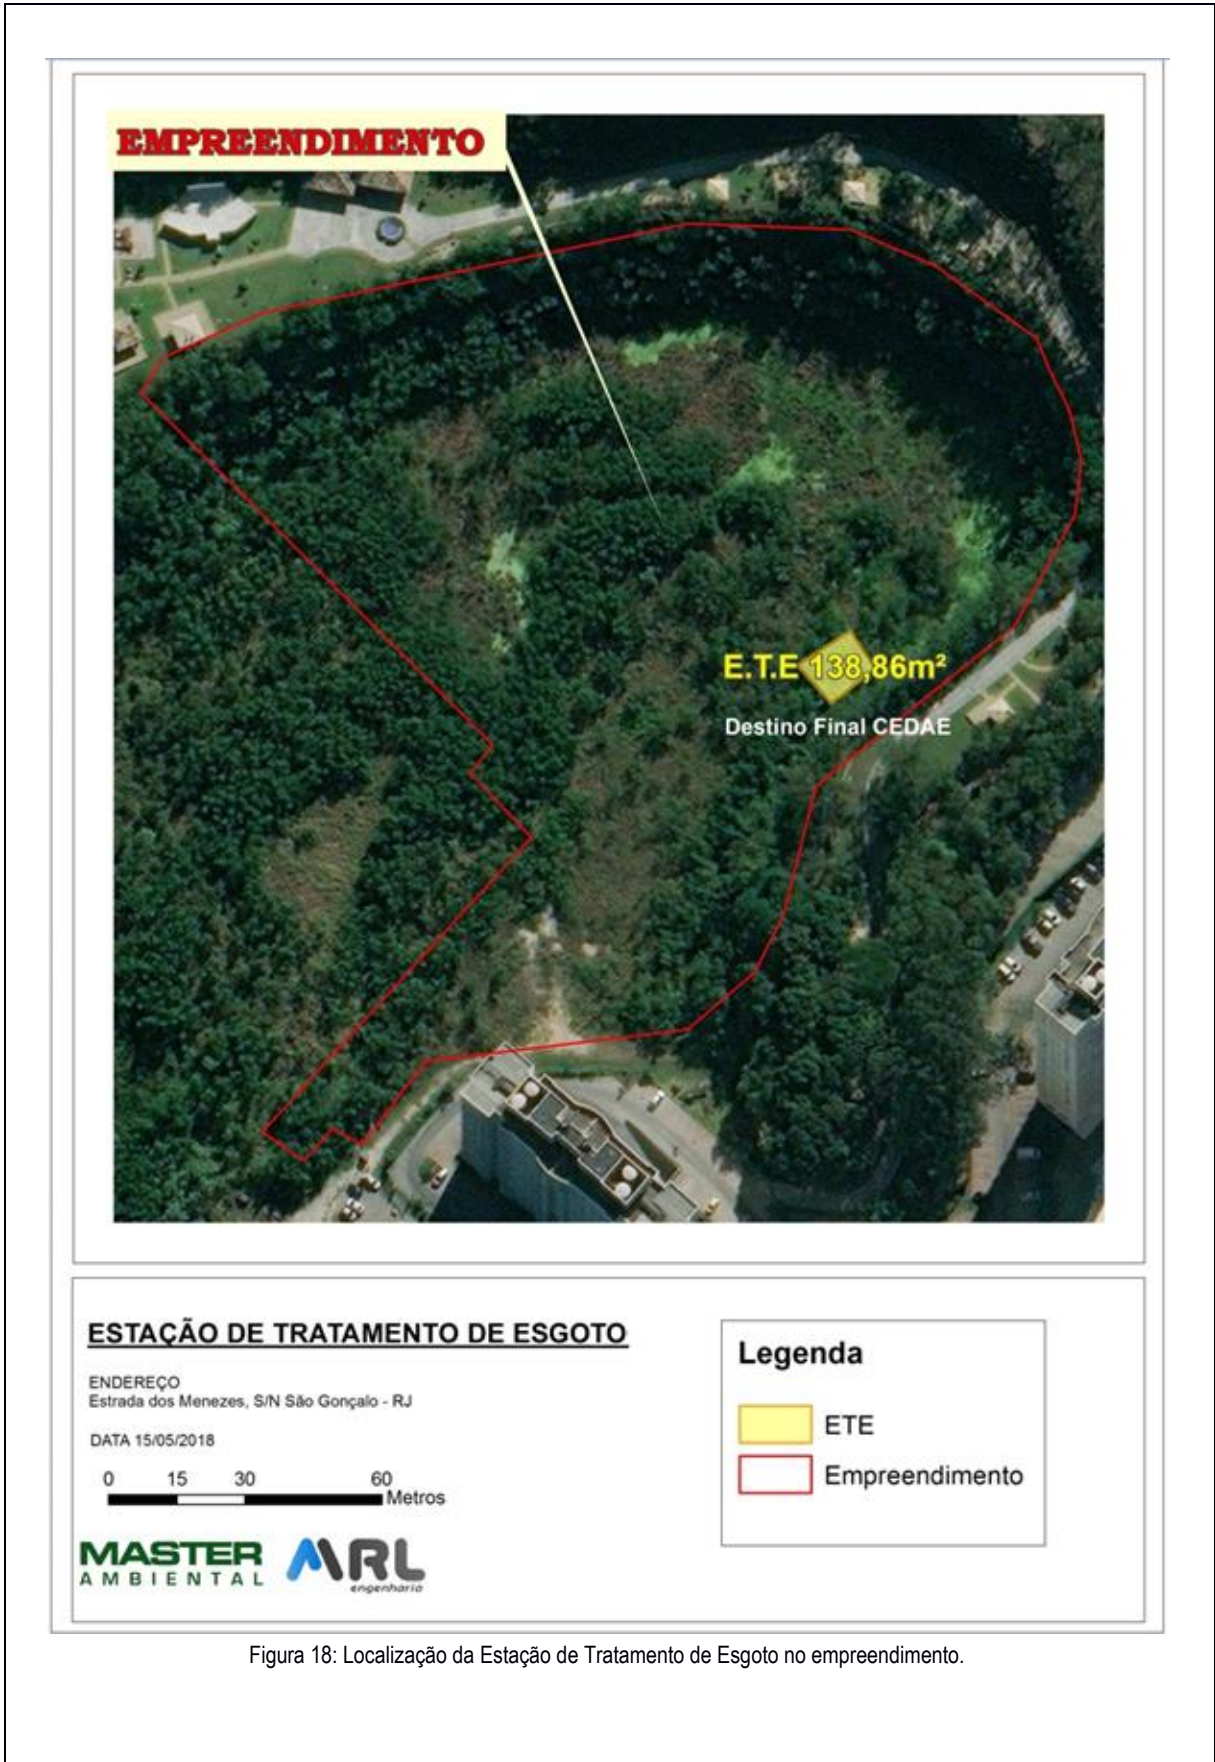 EMPREENDIMENTO
E.T.E 138,86m²
Destino Final CEDAE
ESTAÇÃO DE TRATAMENTO DE ESGOTO
ENDEREÇO
Estrada dos Menezes, S/N São Gonçalo - RJ
DATA 15/05/2018
0 15 30 60
Metros
MASTER
AMBIENTAL
MRL
engenharia
Legenda
ETE
Empreendimento
Figura 18: Localização da Estação de Tratamento de Esgoto no empreendimento.